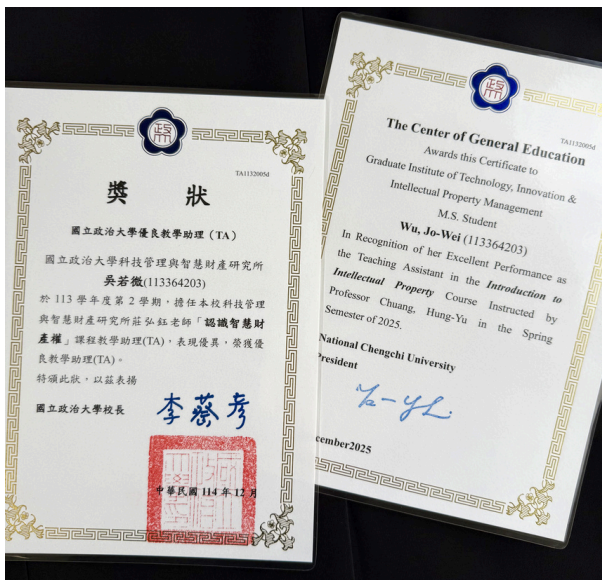 政
TA1132005d
獎 狀
國立政治大學優良教學助理（TA）
國立政治大學科技管理與智慧財產研究所
吳若微(113364203)
於 113 學年度第 2 學期，擔任本校科技管理
與智慧財產研究所莊弘鈺老師「認識智慧財
產權」課程教學助理(TA)，表現優異，榮獲優
良教學助理(TA)。
特頒此狀，以茲表揚
國立政治大學校長 李蔡彥
中華民國 114 年 12 月
政
TA1132005d
The Center of General Education
Awards this Certificate to
Graduate Institute of Technology, Innovation &
Intellectual Property Management
M.S. Student
Wu, Jo-Wei (113364203)
In Recognition of her Excellent Performance as
the Teaching Assistant in the Introduction to
Intellectual Property Course Instructed by
Professor Chuang, Hung-Yu in the Spring
Semester of 2025.
National Chengchi University
President
cember2025